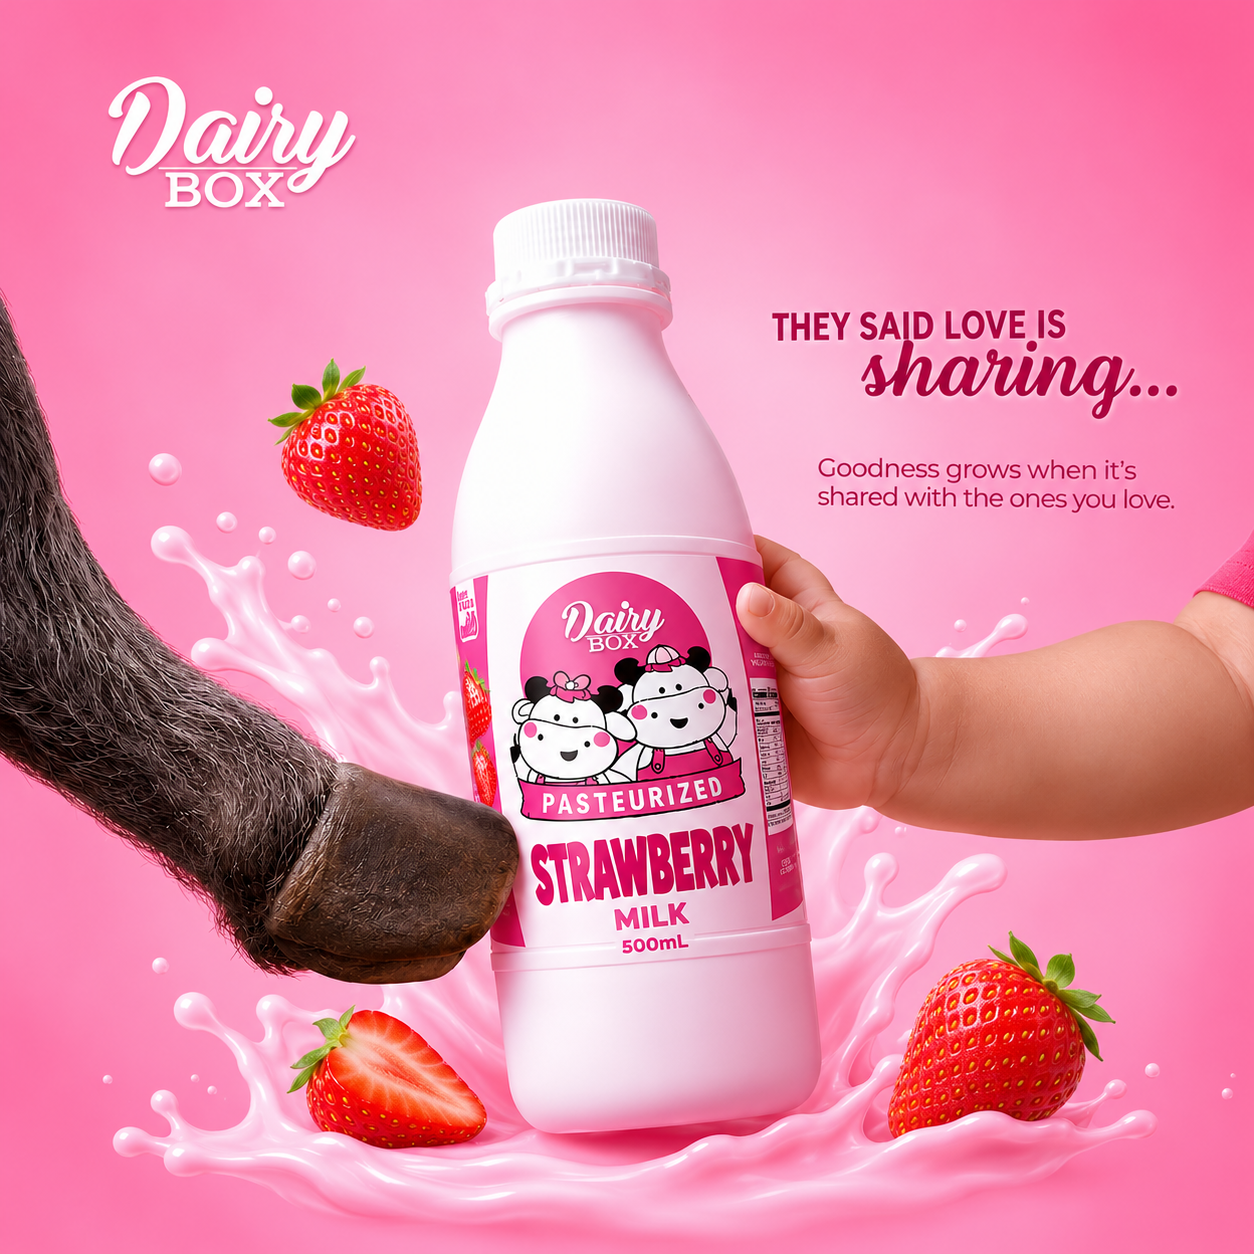 Dairy
BOX
THEY SAID LOVE IS
sharing...
Goodness grows when it's
shared with the ones you love.
Dairy
BOX
PASTEURIZED
STRAWBERRY
MILK
500mL